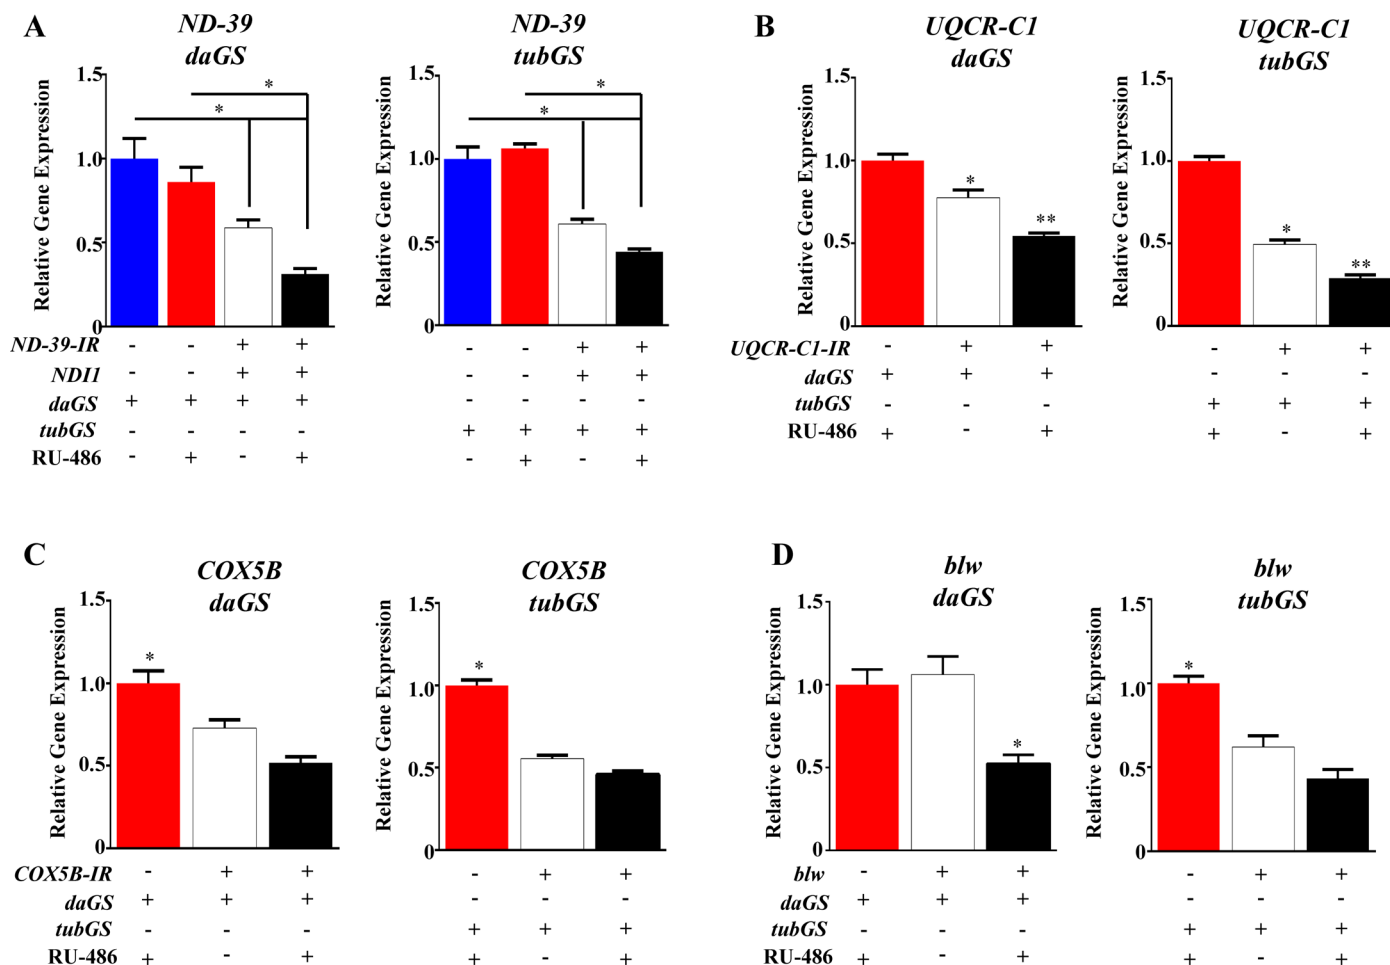 A
ND-39
daGS
ND-39
tubGS
B
UQCR-C1
daGS
UQCR-C1
tubGS
Relative Gene Expression
1.5
1.0
0.5
0
*
*
Relative Gene Expression
1.5
1.0
0.5
0
*
*
Relative Gene Expression
1.5
1.0
0.5
0
*
**
Relative Gene Expression
1.5
1.0
0.5
0
*
**
ND-39-IR - - + + - - + +
NDI1 - - + + - - + +
daGS + + + + - - - -
tubGS - - - - + + + +
RU-486 - + - + - + - +
UQCR-C1-IR - + + - + +
daGS + + + - - -
tubGS - - - + + +
RU-486 + - + + - +
C
COX5B
daGS
COX5B
tubGS
D
blw
daGS
blw
tubGS
Relative Gene Expression
1.5
1.0
0.5
0
*
Relative Gene Expression
1.5
1.0
0.5
0
*
Relative Gene Expression
1.5
1.0
0.5
0
*
Relative Gene Expression
1.5
1.0
0.5
0
*
COX5B-IR - + + - + +
daGS + + + - - -
tubGS - - - + + +
RU-486 + - + + - +
blw - + + - + +
daGS + + + - - -
tubGS - - - + + +
RU-486 + - + + - +